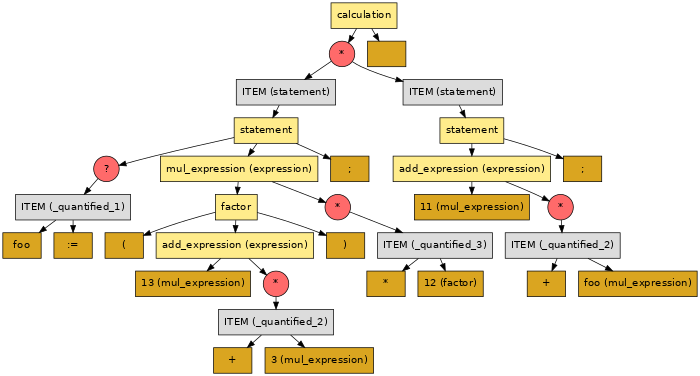 calculation
*
ITEM (statement) ITEM (statement)
statement statement
? mul_expression (expression) ; add_expression (expression) ;
ITEM (_quantified_1) factor * 11 (mul_expression) *
foo := ( add_expression (expression) ) ITEM (_quantified_3) ITEM (_quantified_2)
13 (mul_expression) * * 12 (factor) + foo (mul_expression)
ITEM (_quantified_2)
+ 3 (mul_expression)